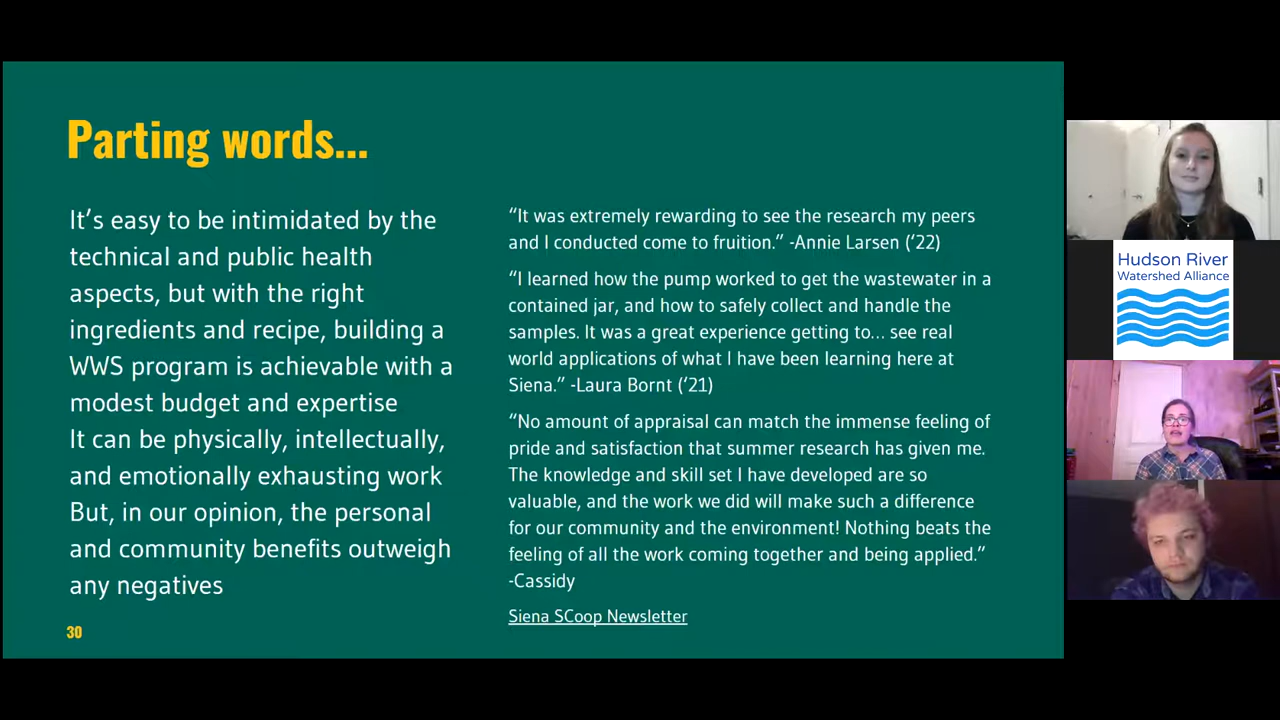 Parting words...
It’s easy to be intimidated by the
technical and public health
aspects, but with the right
ingredients and recipe, building a
WWS program is achievable with a
modest budget and expertise
It can be physically, intellectually,
and emotionally exhausting work
But, in our opinion, the personal
and community benefits outweigh
any negatives
30
“It was extremely rewarding to see the research my peers
and I conducted come to fruition.” -Annie Larsen (‘22)
“I learned how the pump worked to get the wastewater in a
contained jar, and how to safely collect and handle the
samples. It was a great experience getting to... see real
world applications of what I have been learning here at
Siena.” -Laura Bornt (‘21)
“No amount of appraisal can match the immense feeling of
pride and satisfaction that summer research has given me.
The knowledge and skill set I have developed are so
valuable, and the work we did will make such a difference
for our community and the environment! Nothing beats the
feeling of all the work coming together and being applied.”
-Cassidy
Siena SCoop Newsletter
Hudson River
Watershed Alliance